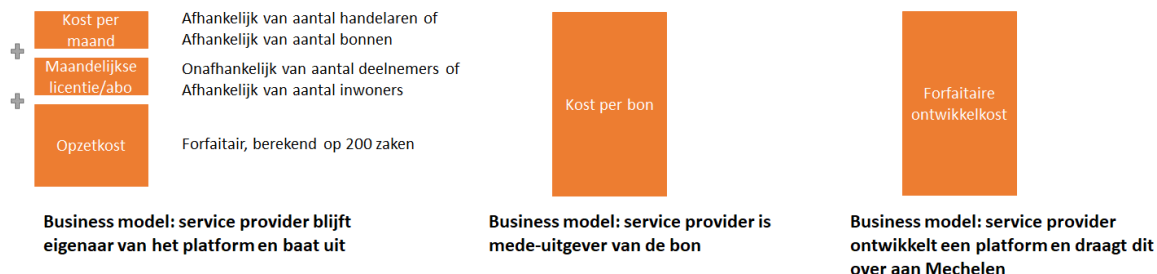 Kost per
maand
Afhankelijk van aantal handelaren of
Afhankelijk van aantal bonnen
Maandelijkse
licentie/abo
Onafhankelijk van aantal deelnemers of
Afhankelijk van aantal inwoners
Opzetkost
Forfaitair, berekend op 200 zaken
Business model: service provider blijft
eigenaar van het platform en baat uit
Kost per bon
Business model: service provider is
mede-uitgever van de bon
Forfaitaire
ontwikkelkost
Business model: service provider
ontwikkelt een platform en draagt dit
over aan Mechelen